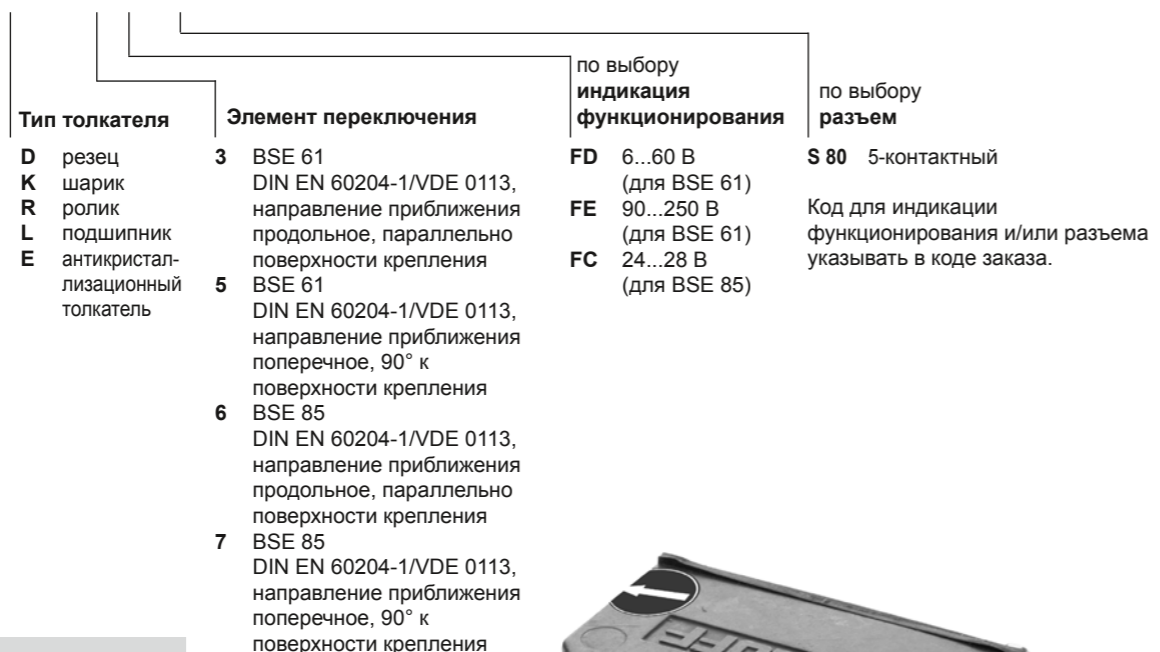 Тип толкателя
D резец
K шарик
R ролик
L подшипник
E антикристал-
лизационный
толкатель
Элемент переключения
3 BSE 61
DIN EN 60204-1/VDE 0113,
направление приближения
продольное, параллельно
поверхности крепления
5 BSE 61
DIN EN 60204-1/VDE 0113,
направление приближения
поперечное, 90° к
поверхности крепления
6 BSE 85
DIN EN 60204-1/VDE 0113,
направление приближения
продольное, параллельно
поверхности крепления
7 BSE 85
DIN EN 60204-1/VDE 0113,
направление приближения
поперечное, 90° к
поверхности крепления
по выбору
индикация
функционирования
FD 6...60 В
(для BSE 61)
FE 90...250 В
(для BSE 61)
FC 24...28 В
(для BSE 85)
по выбору
разъем
S 80 5-контактный
Код для индикации
функционирования и/или разъема
указывать в коде заказа.